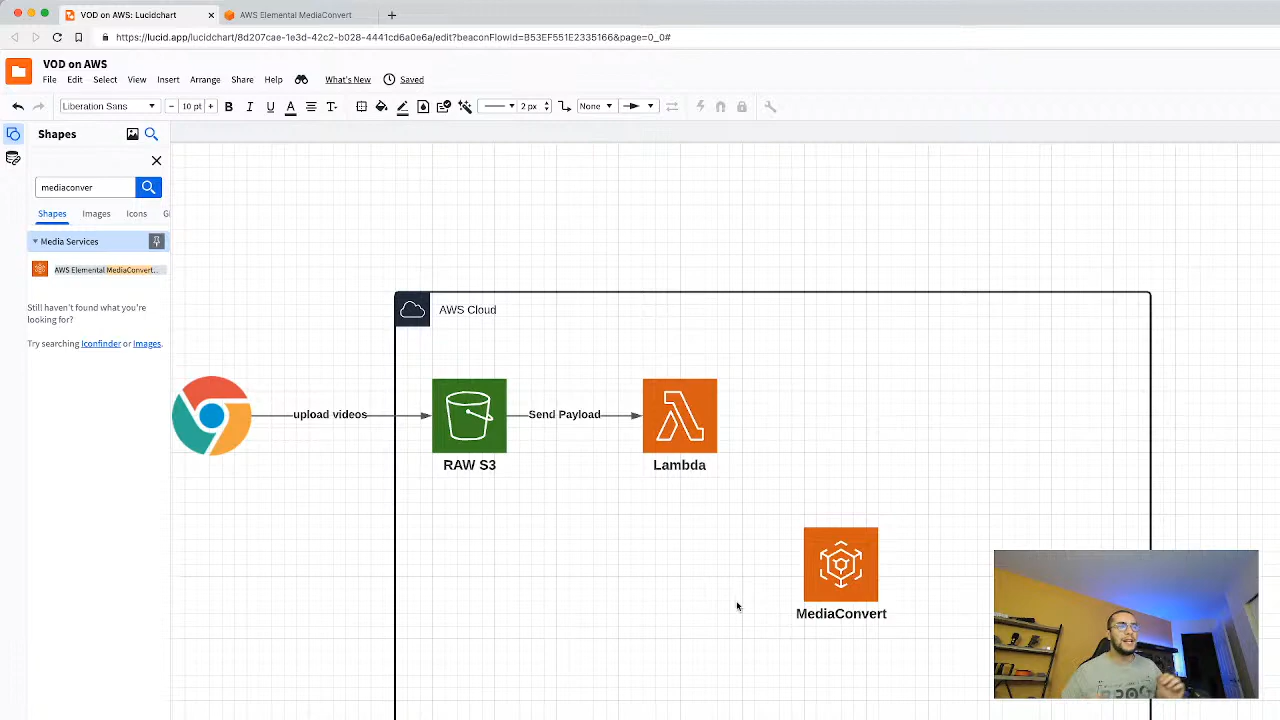 VOD on AWS: Lucidchart
AWS Elemental MediaConvert
https://lucid.app/lucidchart/8d207cae-1e3d-42c2-b028-4441cd6a0e6a/edit?beaconFlowId=B53EF551E2335166&page=0_0#
VOD on AWS
File Edit Select View Insert Arrange Share Help What's New Saved
Liberation Sans - 10 pt + B I U A T 2 px None
Shapes
mediaconver
Shapes Images Icons G
Media Services
AWS Elemental MediaConvert...
Still haven't found what you're
looking for?
Try searching Iconfinder or Images.
AWS Cloud
upload videos
Send Payload
RAW S3
Lambda
MediaConvert